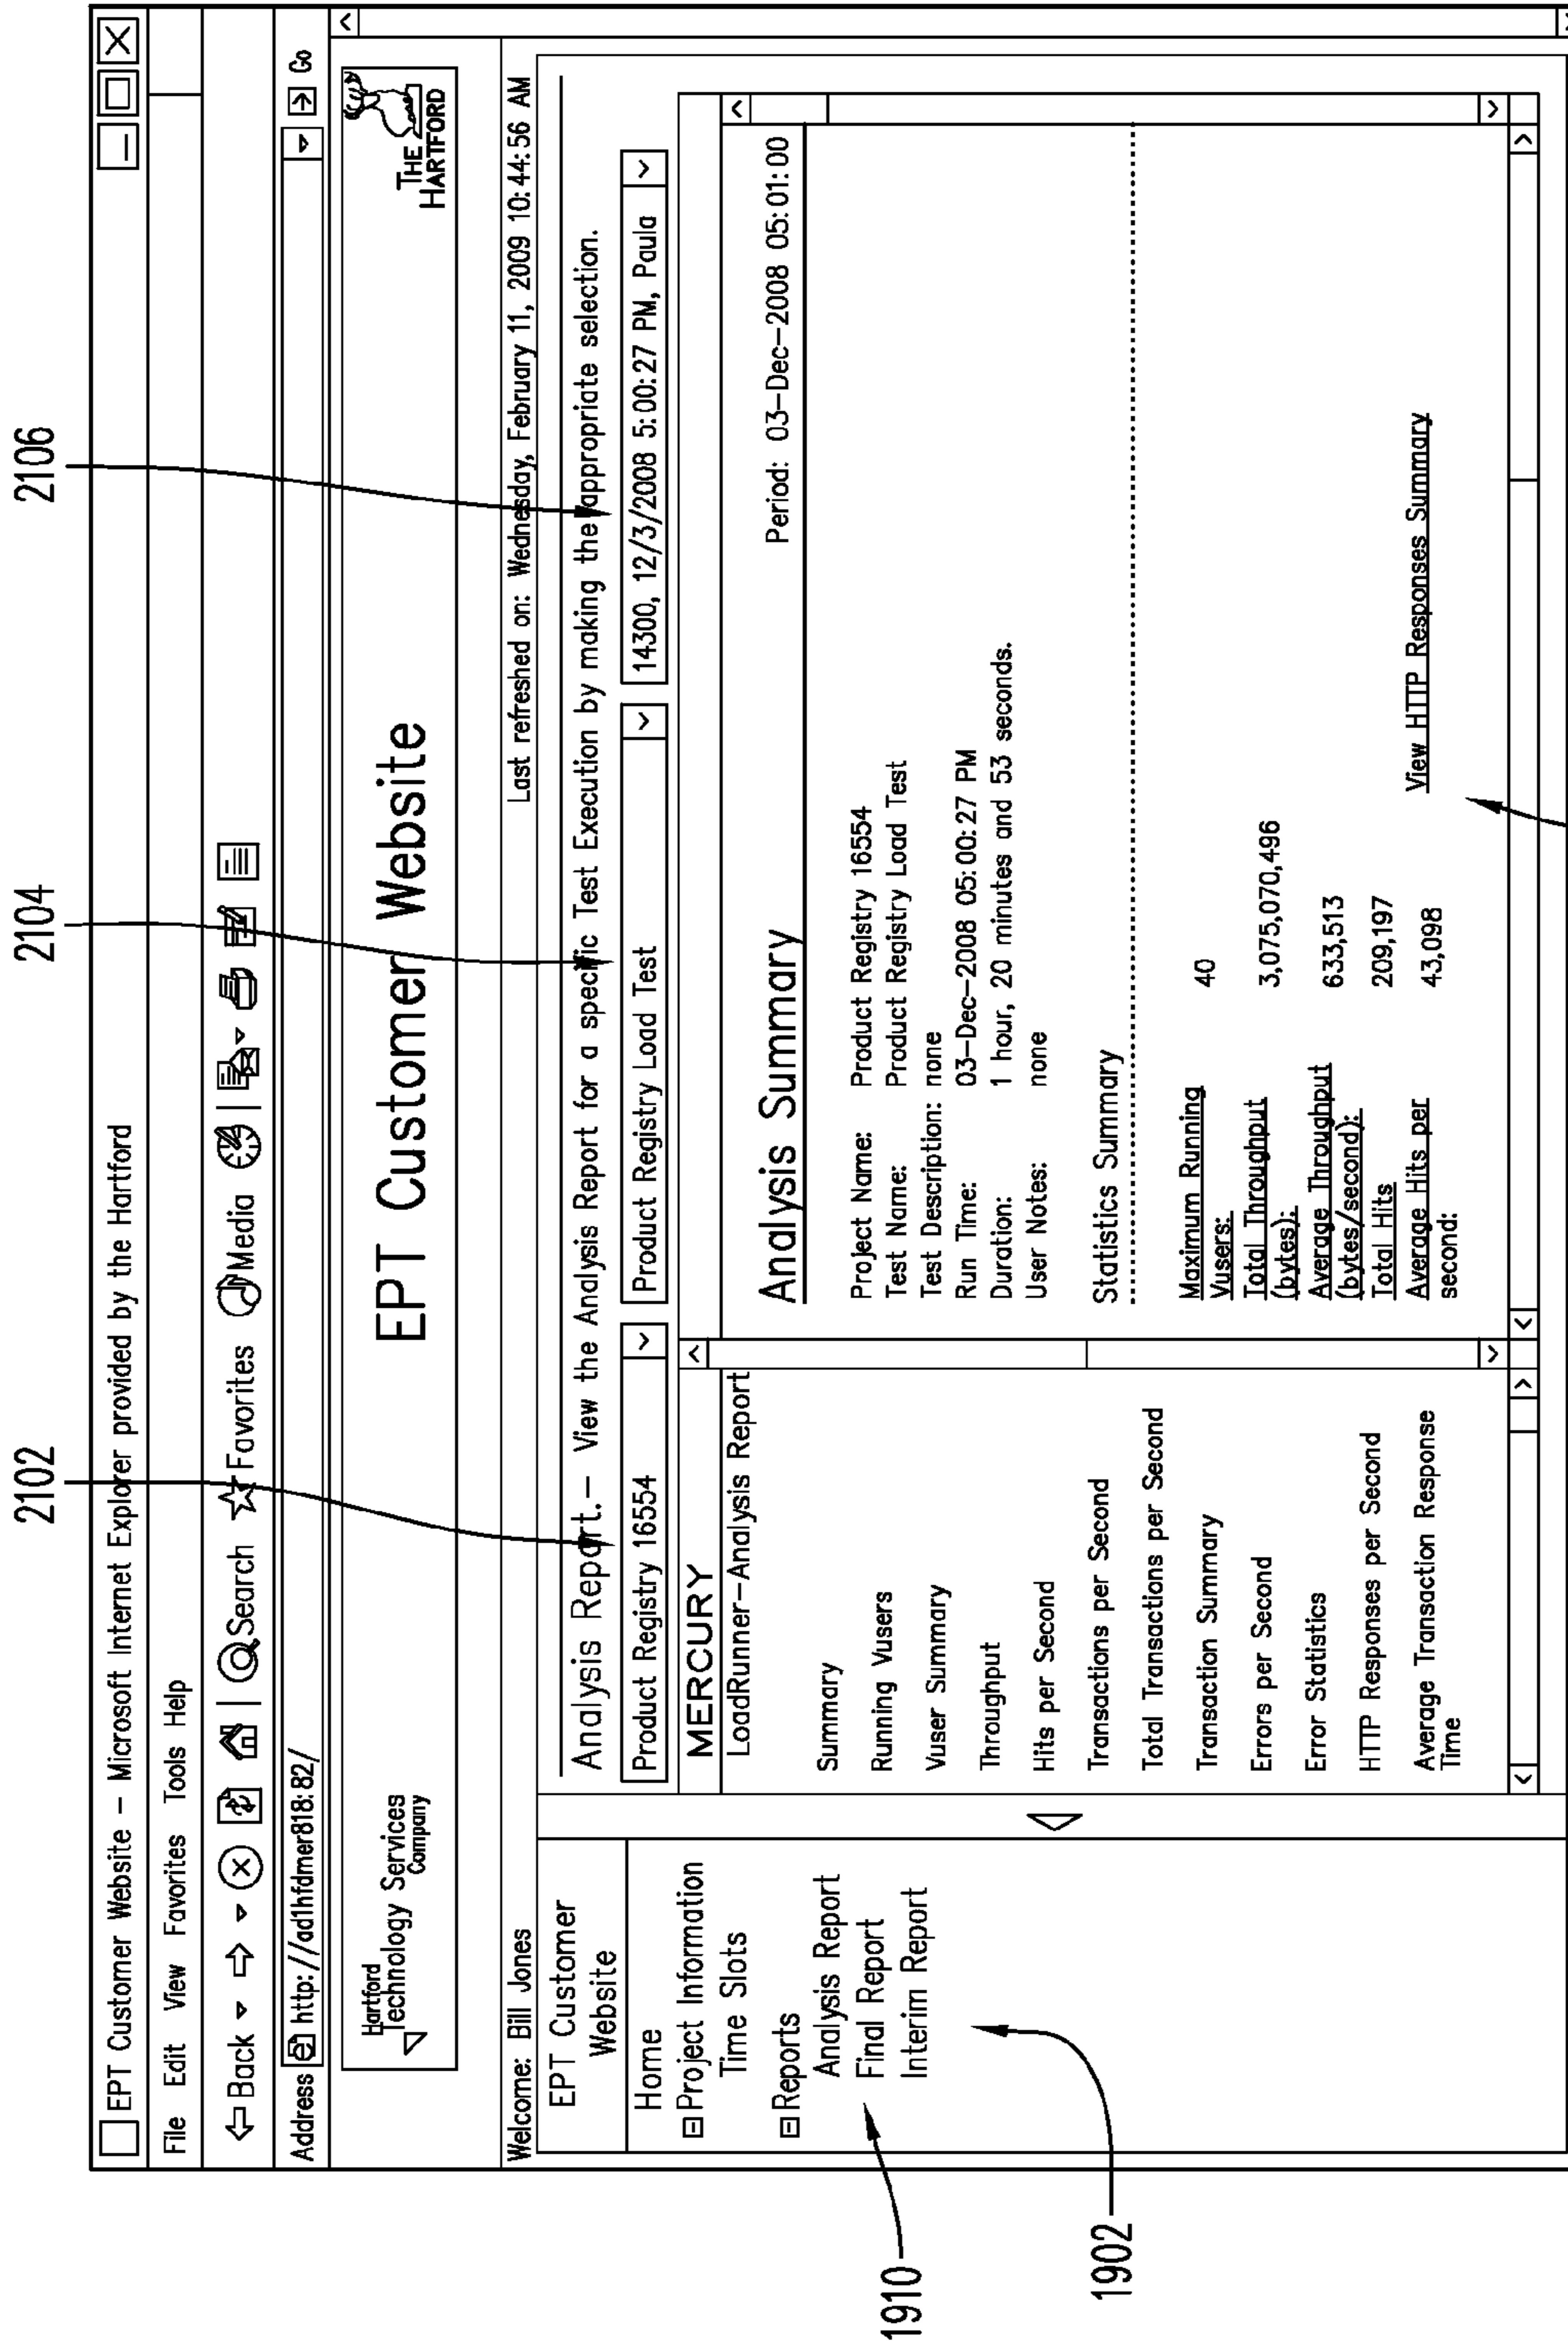 2102
2104
2106
EPT Customer Website – Microsoft Internet Explorer provided by the Hartford
File Edit View Favorites Tools Help
Back Search Favorites Media
Address http://ad1hfdmer818:82/ Go
Hartford
Technology Services
Company
EPT Customer Website
THE
HARTFORD
Welcome: Bill Jones
Last refreshed on: Wednesday, February 11, 2009 10:44:56 AM
EPT Customer
Website
Home
Project Information
Time Slots
Reports
Analysis Report
Final Report
Interim Report
1910
1902
Analysis Report.– View the Analysis Report for a specific Test Execution by making the appropriate selection.
Product Registry 16554
Product Registry Load Test
14300, 12/3/2008 5:00:27 PM, Paula
MERCURY
LoadRunner–Analysis Report
Summary
Running Vusers
Vuser Summary
Throughput
Hits per Second
Transactions per Second
Total Transactions per Second
Transaction Summary
Errors per Second
Error Statistics
HTTP Responses per Second
Average Transaction Response
Time
Analysis Summary
Period: 03–Dec–2008 05:01:00
Project Name: Product Registry 16554
Test Name: Product Registry Load Test
Test Description: none
Run Time: 03–Dec–2008 05:00:27 PM
Duration: 1 hour, 20 minutes and 53 seconds.
User Notes: none
Statistics Summary
Maximum Running
Vusers: 40
Total Throughput
(bytes): 3,075,070,496
Average Throughput
(bytes/second): 633,513
Total Hits 209,197
Average Hits per
second: 43,098
View HTTP Responses Summary